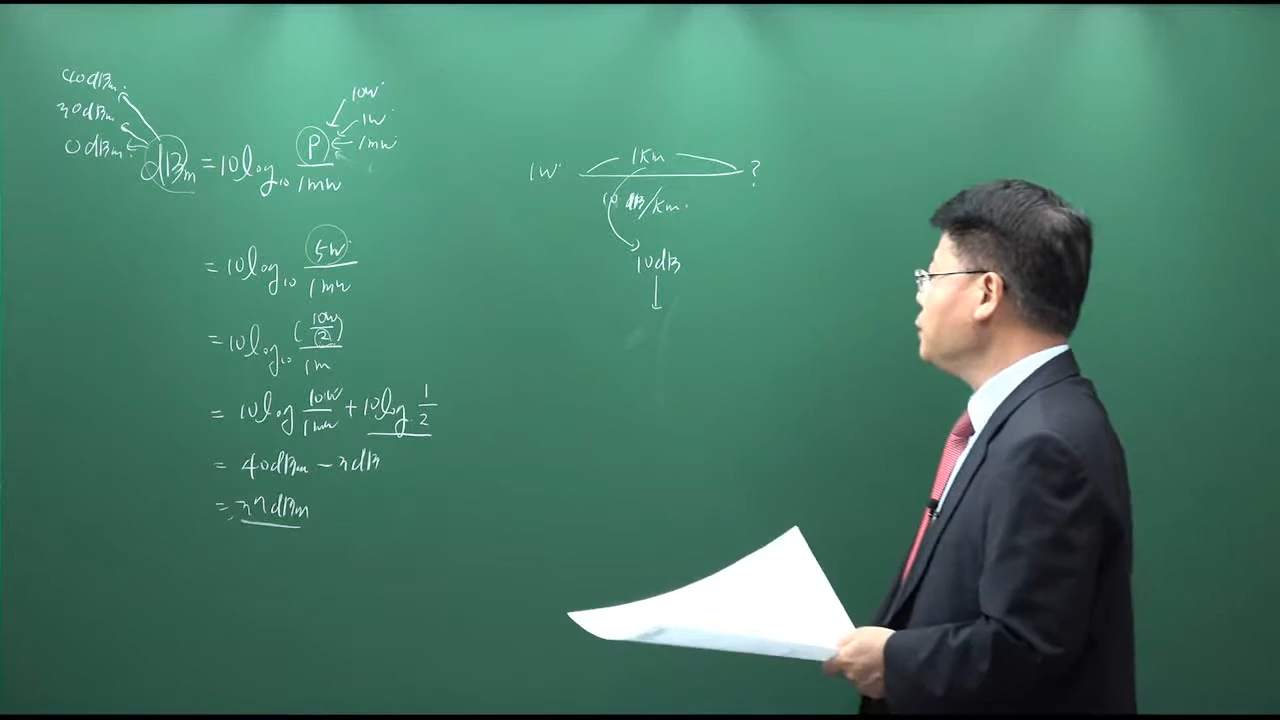 40dBm
30dBm
0dBm
dBm = 10log₁₀ P/1mW
10W
1W
1mW
= 10log₁₀ 5W/1mW
= 10log₁₀ (10W/(2))/1m
= 10log 10W/1mW + 10log 1/2
= 40dBm - 3dB
= 37dBm
1W 1Km ?
10 dB/Km.
10dB
↓